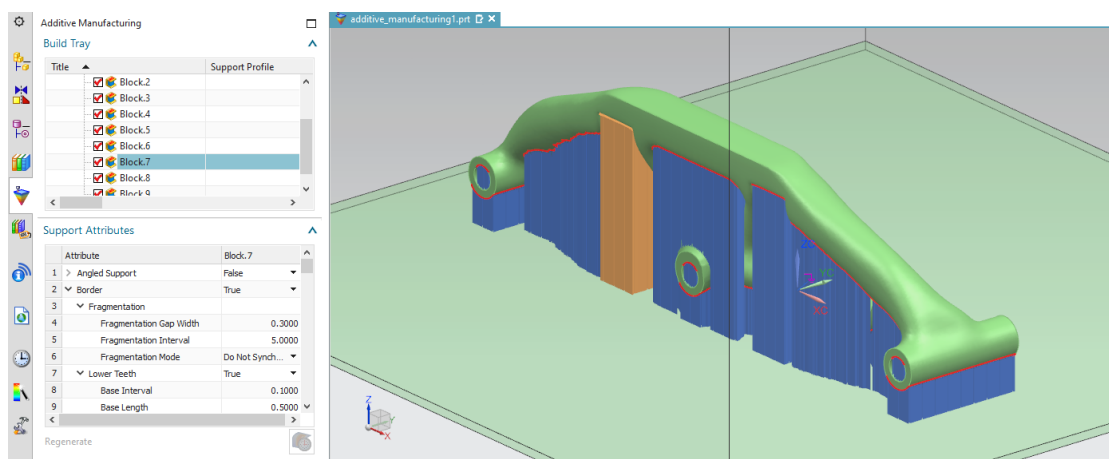 Additive Manufacturing
Build Tray
Title Support Profile
Block.2
Block.3
Block.4
Block.5
Block.6
Block.7
Block.8
Block.9
Support Attributes
Attribute Block.7
1 Angled Support False
2 Border True
3 Fragmentation
4 Fragmentation Gap Width 0.3000
5 Fragmentation Interval 5.0000
6 Fragmentation Mode Do Not Synch...
7 Lower Teeth True
8 Base Interval 0.1000
9 Base Length 0.5000
Regenerate
additive_manufacturing1.prt
ZC
YC
XC
Z
Y
X